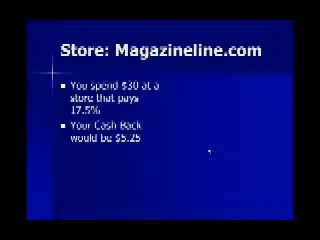 Store: Magazineline.com
You spend $30 at a
store that pays
17.5%
Your Cash Back
would be $5.25